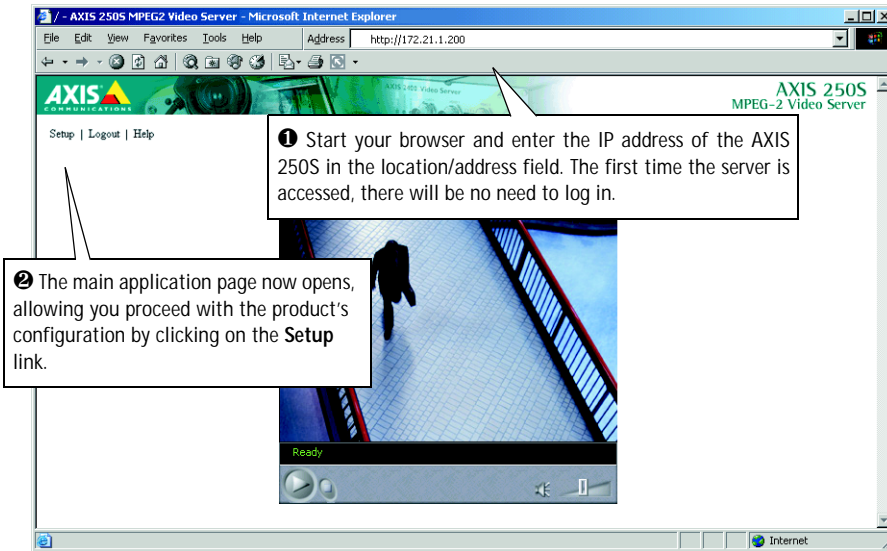 / - AXIS 250S MPEG2 Video Server - Microsoft Internet Explorer
File Edit View Favorites Tools Help Address http://172.21.1.200
AXIS
COMMUNICATIONS
AXIS 250S Video Server
AXIS 250S
MPEG-2 Video Server
Setup | Logout | Help
❶ Start your browser and enter the IP address of the AXIS
250S in the location/address field. The first time the server is
accessed, there will be no need to log in.
❷ The main application page now opens,
allowing you proceed with the product's
configuration by clicking on the Setup
link.
Ready
Internet